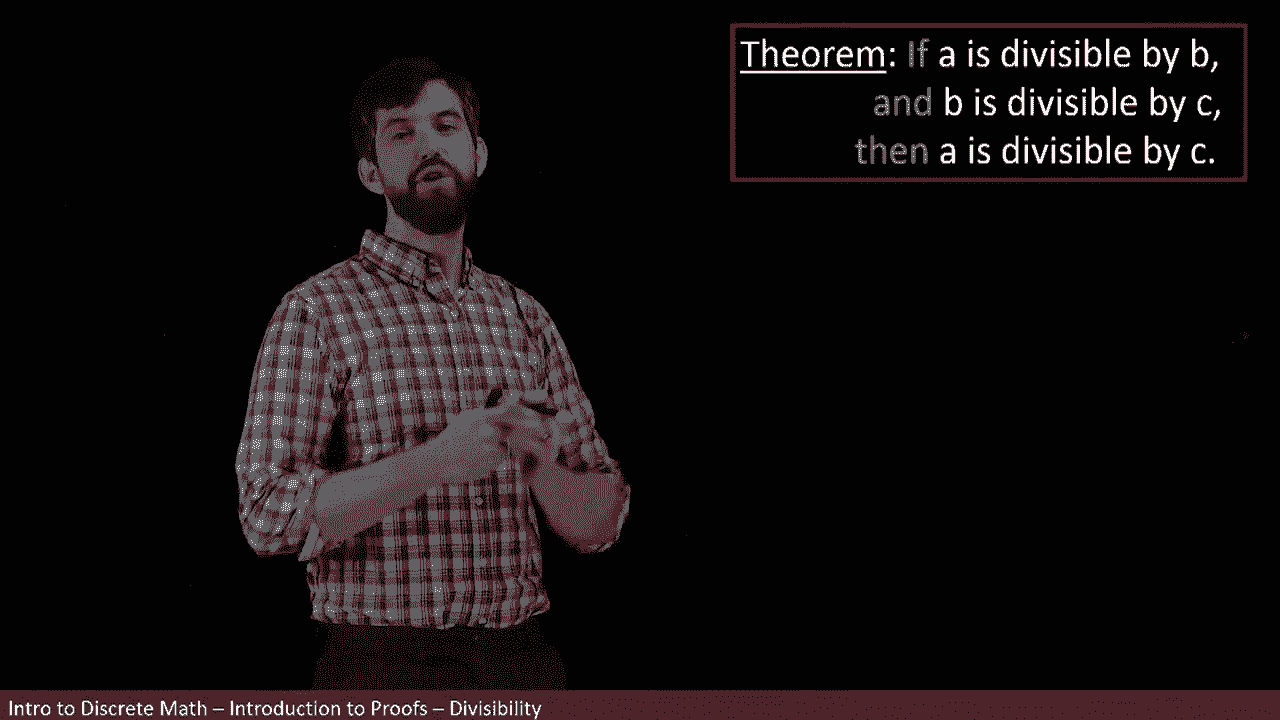 Theorem: If a is divisible by b,
and b is divisible by c,
then a is divisible by c.
Intro to Discrete Math – Introduction to Proofs – Divisibility